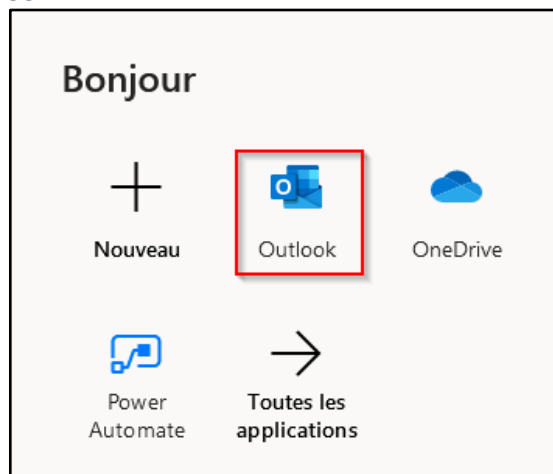 Bonjour
Nouveau
Outlook
OneDrive
Power
Automate
Toutes les
applications